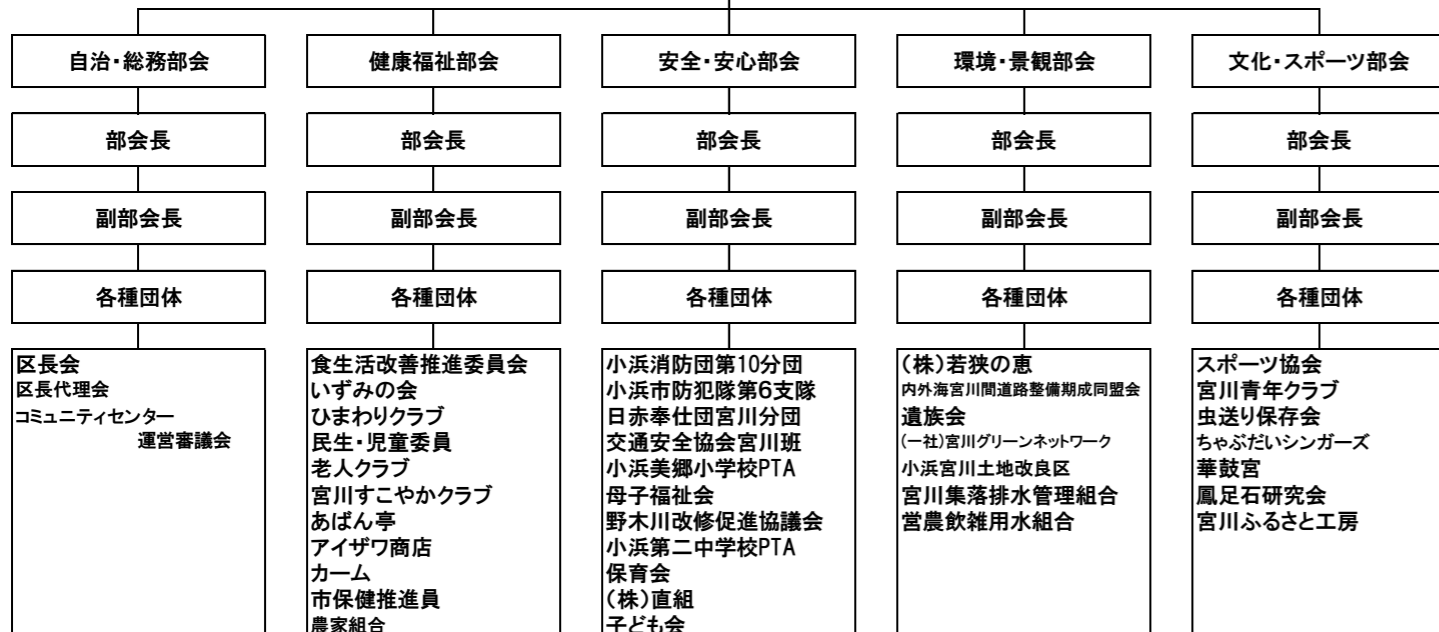 自治・総務部会
健康福祉部会
安全・安心部会
環境・景観部会
文化・スポーツ部会
部会長
部会長
部会長
部会長
部会長
副部会長
副部会長
副部会長
副部会長
副部会長
各種団体
各種団体
各種団体
各種団体
各種団体
区長会
区長代理会
コミュニティセンター
運営審議会
食生活改善推進委員会
いずみの会
ひまわりクラブ
民生・児童委員
老人クラブ
宮川すこやかクラブ
あばん亭
アイザワ商店
カーム
市保健推進員
農家組合
小浜消防団第10分団
小浜市防犯隊第6支隊
日赤奉仕団宮川分団
交通安全協会宮川班
小浜美郷小学校PTA
母子福祉会
野木川改修促進協議会
小浜第二中学校PTA
保育会
(株)直組
子ども会
(株)若狭の恵
内外海宮川間道路整備期成同盟会
遺族会
(一社)宮川グリーンネットワーク
小浜宮川土地改良区
宮川集落排水管理組合
営農飲雑用水組合
スポーツ協会
宮川青年クラブ
虫送り保存会
ちゃぶだいシンガーズ
華鼓宮
鳳足石研究会
宮川ふるさと工房